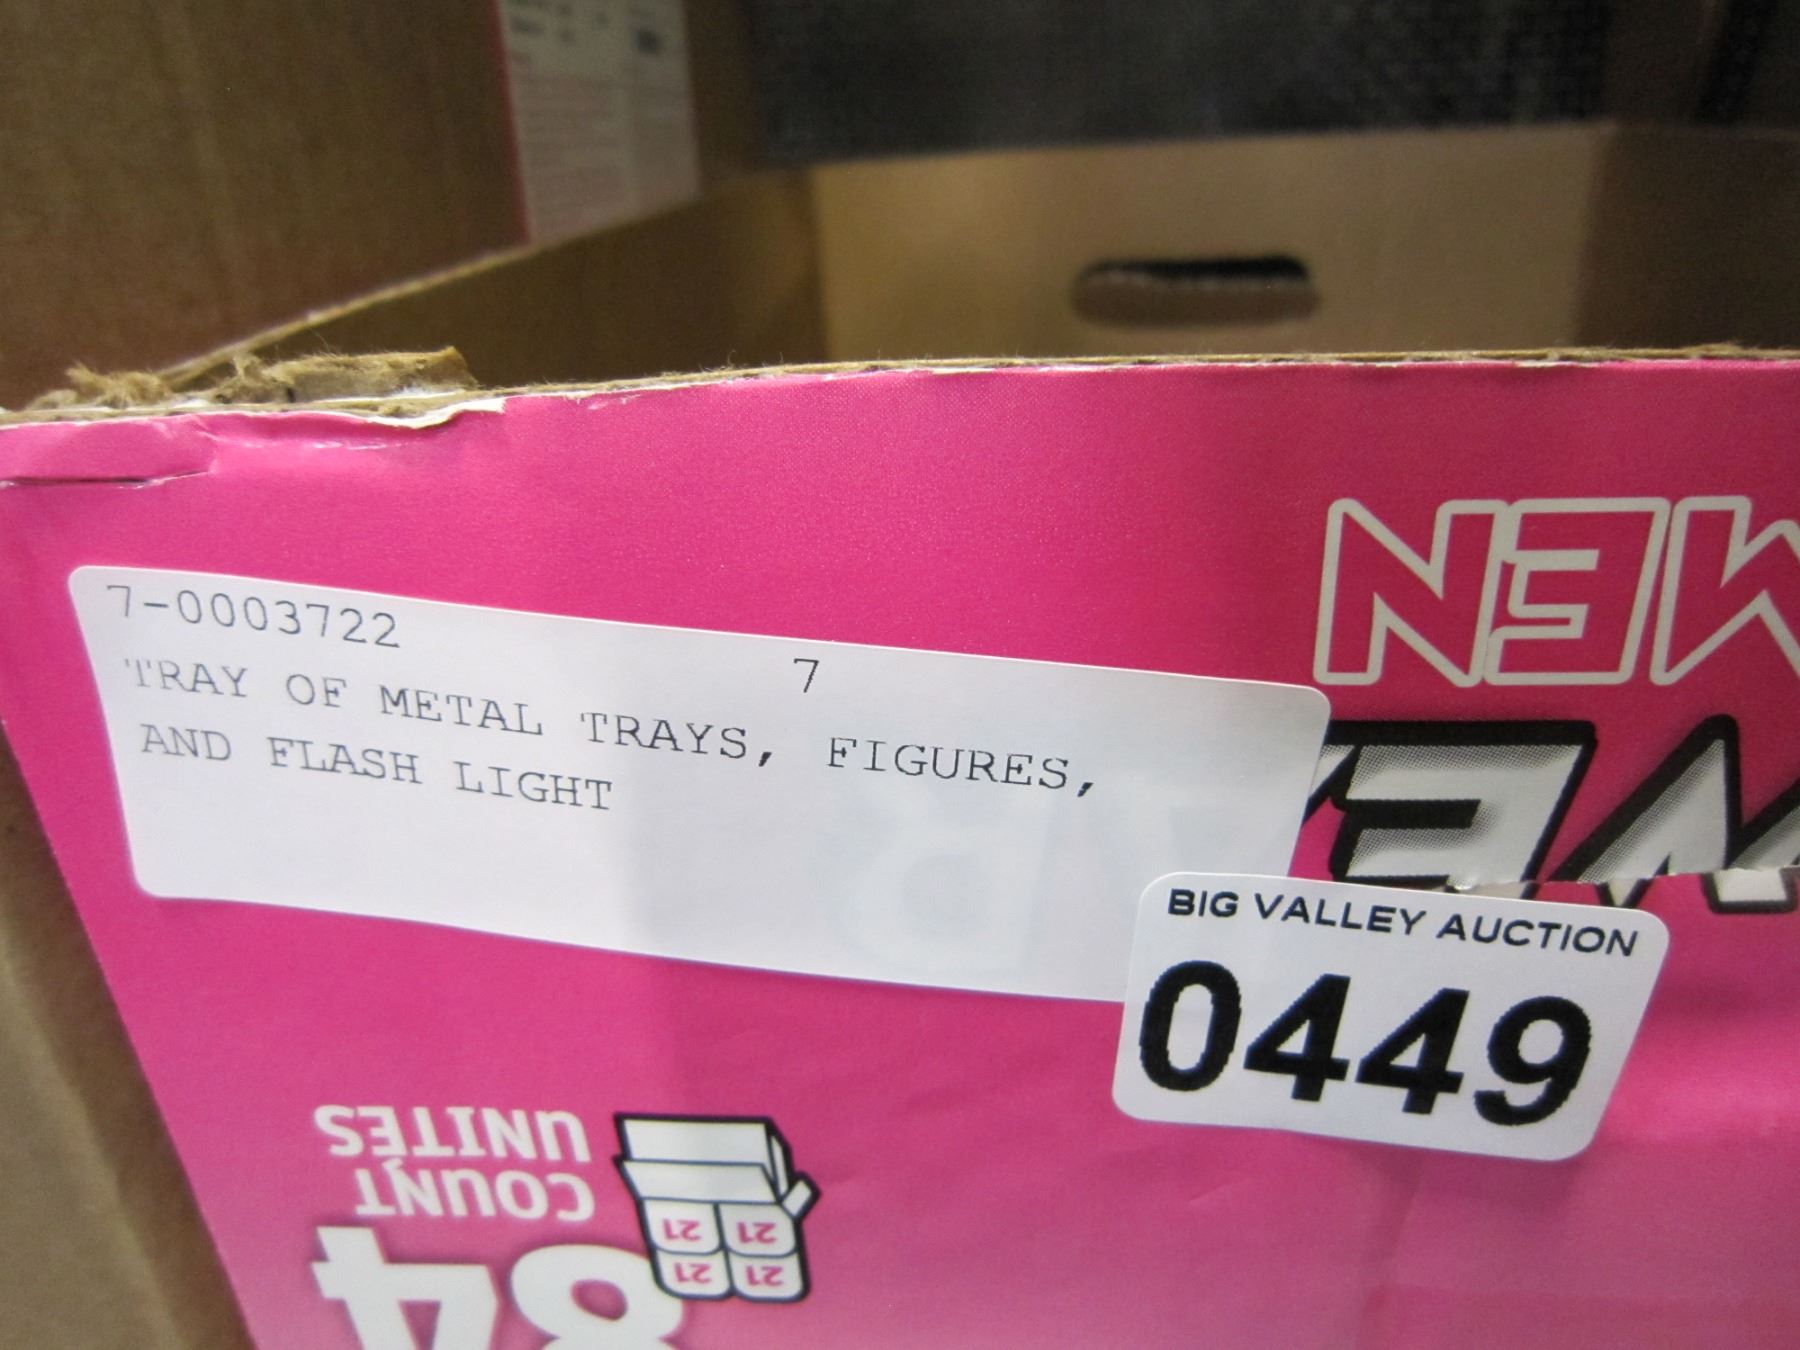 7-0003722
7
TRAY OF METAL TRAYS, FIGURES,
AND FLASH LIGHT
BIG VALLEY AUCTION
0449
84
COUNT
UNITES
21 21
21 21